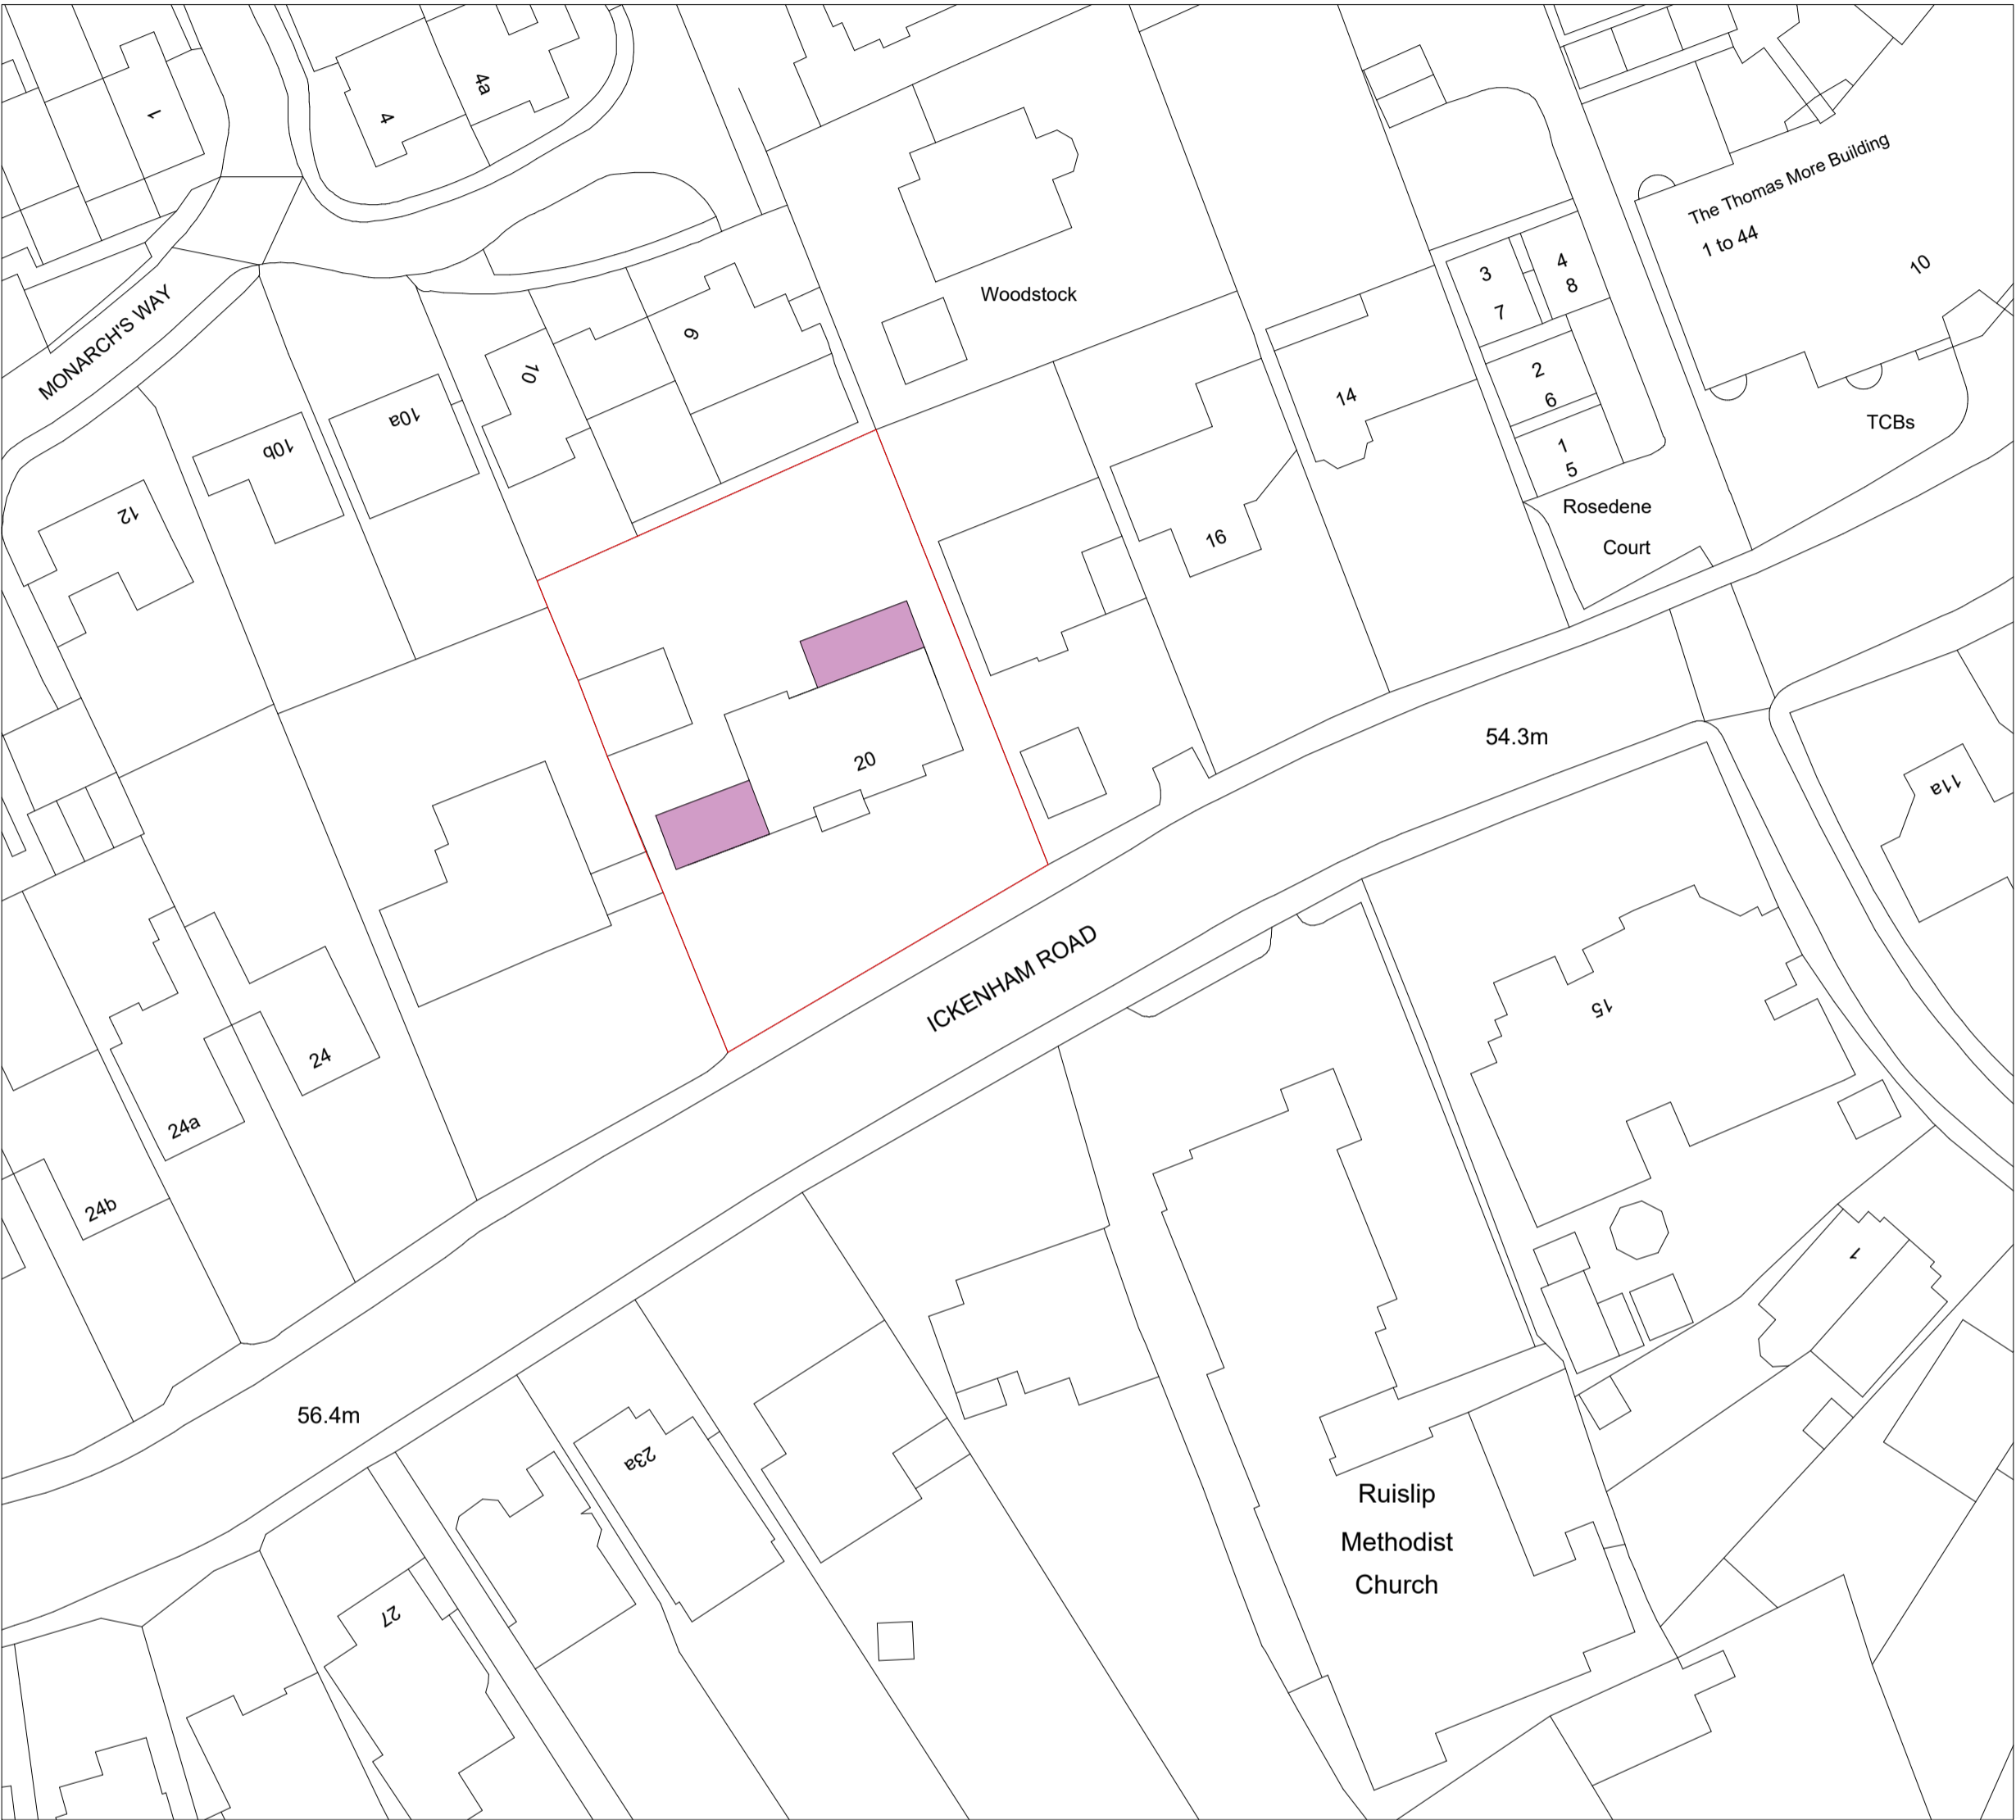 1
4
4a
The Thomas More Building
1 to 44
10
MONARCH'S WAY
Woodstock
3
4
7
8
2
6
1
5
14
TCBs
Rosedene
Court
9
10
10a
10b
12
16
20
54.3m
11a
ICKENHAM ROAD
15
24
24a
24b
1
56.4m
23a
27
Ruislip
Methodist
Church